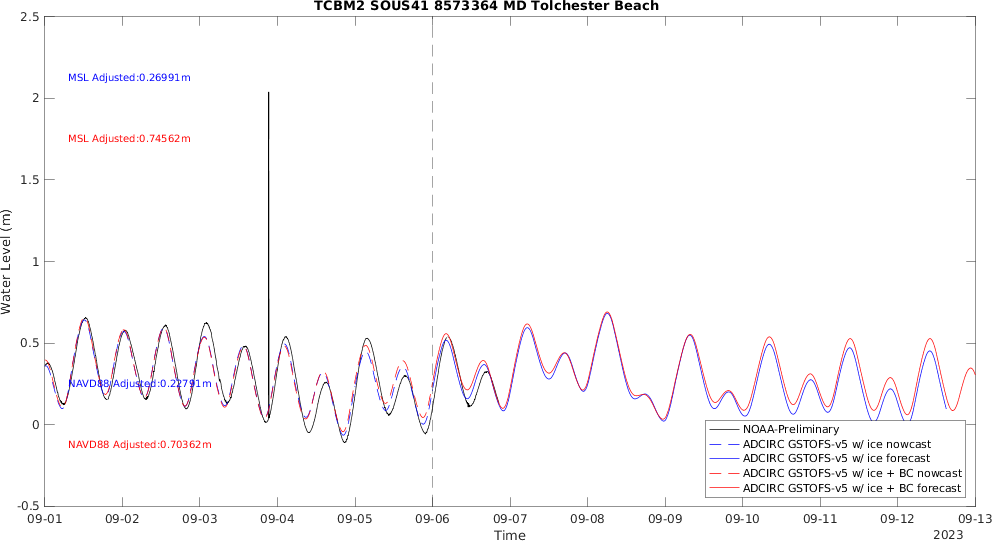 TCBM2 SOUS41 8573364 MD Tolchester Beach
2.5
2
1.5
1
0.5
0
-0.5
Water Level (m)
MSL Adjusted:0.26991m
MSL Adjusted:0.74562m
NAVD88 Adjusted:0.22791m
NAVD88 Adjusted:0.70362m
NOAA-Preliminary
ADCIRC GSTOFS-v5 w/ ice nowcast
ADCIRC GSTOFS-v5 w/ ice forecast
ADCIRC GSTOFS-v5 w/ ice + BC nowcast
ADCIRC GSTOFS-v5 w/ ice + BC forecast
09-01 09-02 09-03 09-04 09-05 09-06 09-07 09-08 09-09 09-10 09-11 09-12 09-13
Time
2023